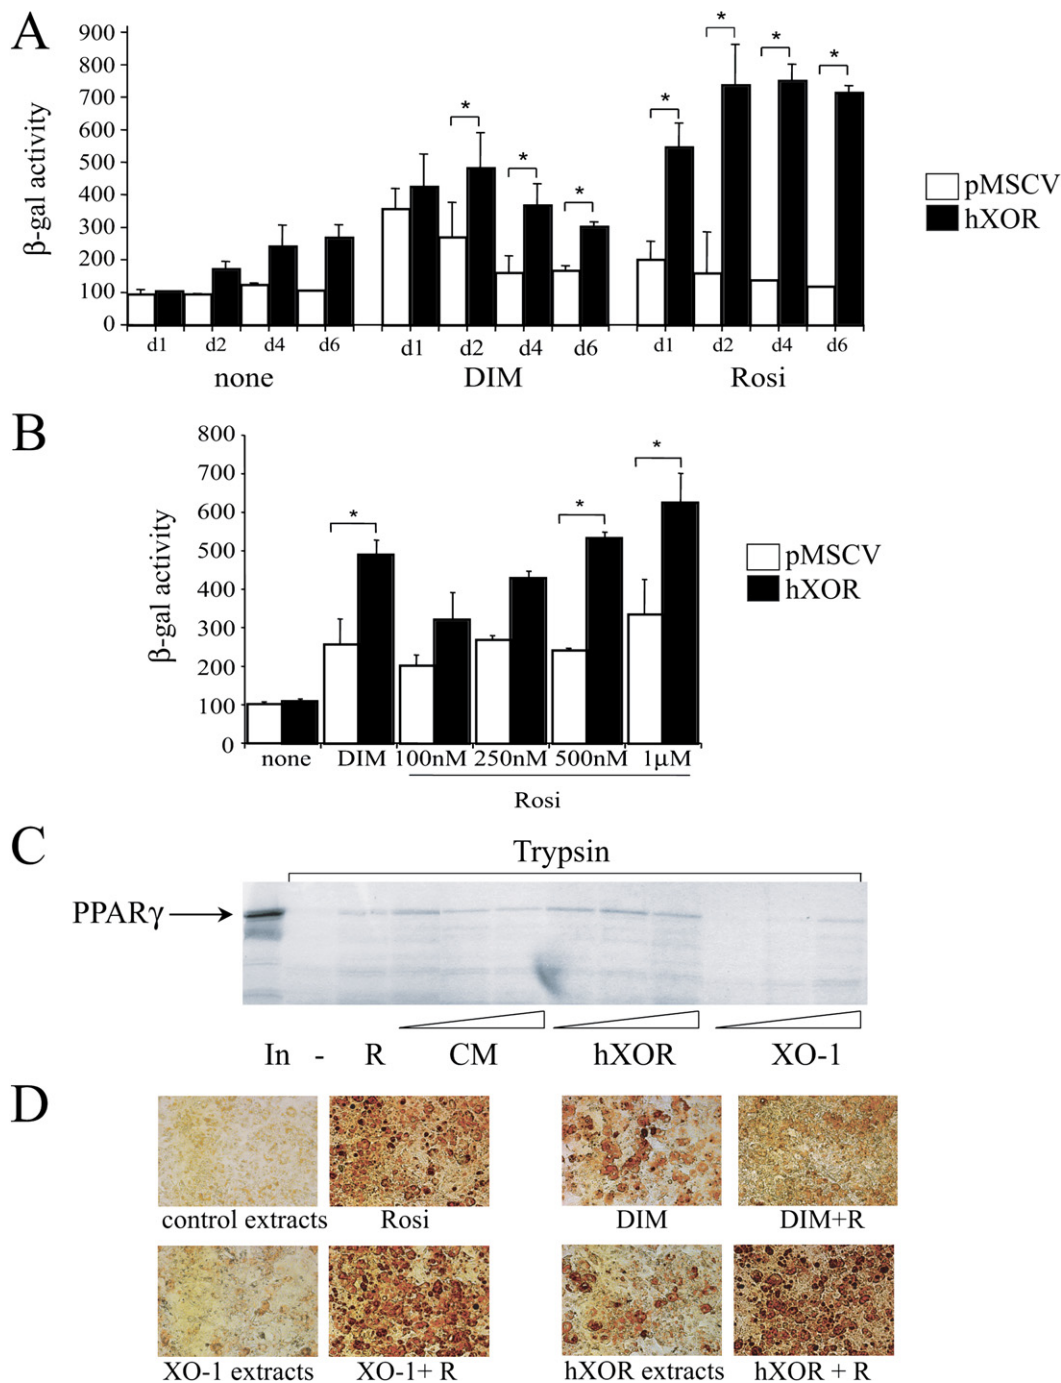 A
β-gal activity
900
800
700
600
500
400
300
200
100
0
* * * * * * *
d1 d2 d4 d6 d1 d2 d4 d6 d1 d2 d4 d6
none DIM Rosi
pMSCV
hXOR
B
β-gal activity
800
700
600
500
400
300
200
100
0
* * *
none DIM 100nM 250nM 500nM 1µM
Rosi
pMSCV
hXOR
C
Trypsin
PPARγ
In - R CM hXOR XO-1
D
control extracts Rosi DIM DIM+R
XO-1 extracts XO-1+ R hXOR extracts hXOR + R